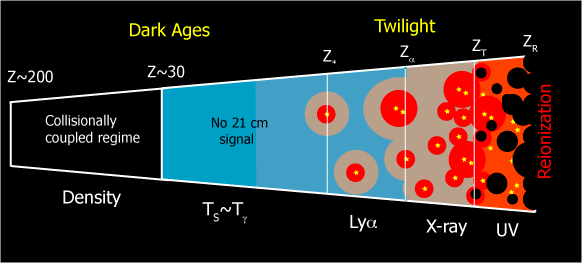 Dark Ages
Twilight
Z~200
Z~30
Z*
Zα
ZT
ZR
Collisionally
coupled regime
No 21 cm
signal
Reionization
Density
TS~Tγ
Lyα
X-ray
UV